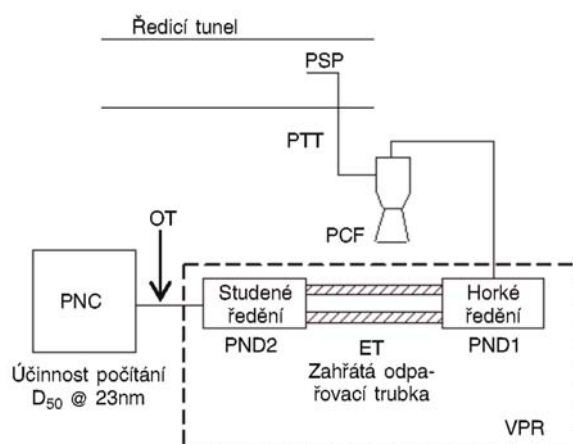 Ředicí tunel
PSP
PTT
PCF
OT
PNC
Studené
ředění
Horké
ředění
PND2
ET
PND1
Zahřátá odpa-
řovací trubka
Účinnost počítání
D₅₀ @ 23nm
VPR